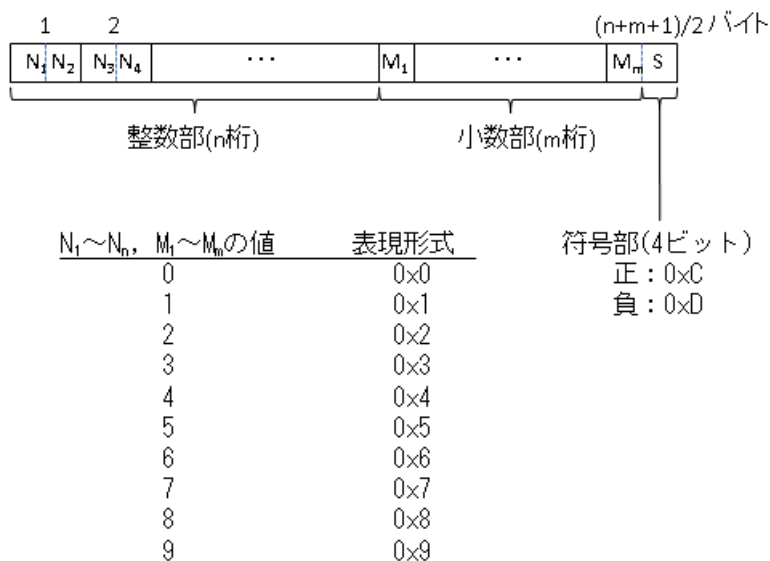 1 2 (n+m+1)/2 バイト
N₁ N₂ N₃ N₄ ・・・ M₁ ・・・ Mₘ S
整数部(n桁) 小数部(m桁)
N₁～Nₙ，M₁～Mₘの値 表現形式 符号部(4ビット)
0 0x0 正：0xC
1 0x1 負：0xD
2 0x2
3 0x3
4 0x4
5 0x5
6 0x6
7 0x7
8 0x8
9 0x9